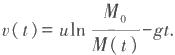 v(t) = u ln M₀/M(t) - gt.